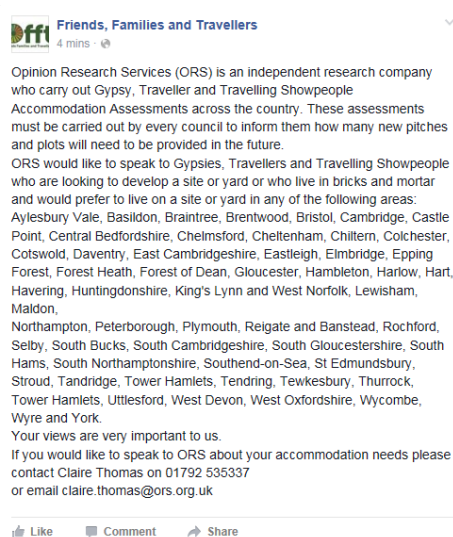 fft
Friends, Families and Travellers
4 mins ·
Opinion Research Services (ORS) is an independent research company
who carry out Gypsy, Traveller and Travelling Showpeople
Accommodation Assessments across the country. These assessments
must be carried out by every council to inform them how many new pitches
and plots will need to be provided in the future.
ORS would like to speak to Gypsies, Travellers and Travelling Showpeople
who are looking to develop a site or yard or who live in bricks and mortar
and would prefer to live on a site or yard in any of the following areas:
Aylesbury Vale, Basildon, Braintree, Brentwood, Bristol, Cambridge, Castle
Point, Central Bedfordshire, Chelmsford, Cheltenham, Chiltern, Colchester,
Cotswold, Daventry, East Cambridgeshire, Eastleigh, Elmbridge, Epping
Forest, Forest Heath, Forest of Dean, Gloucester, Hambleton, Harlow, Hart,
Havering, Huntingdonshire, King's Lynn and West Norfolk, Lewisham,
Maldon,
Northampton, Peterborough, Plymouth, Reigate and Banstead, Rochford,
Selby, South Bucks, South Cambridgeshire, South Gloucestershire, South
Hams, South Northamptonshire, Southend-on-Sea, St Edmundsbury,
Stroud, Tandridge, Tower Hamlets, Tendring, Tewkesbury, Thurrock,
Tower Hamlets, Uttlesford, West Devon, West Oxfordshire, Wycombe,
Wyre and York.
Your views are very important to us.
If you would like to speak to ORS about your accommodation needs please
contact Claire Thomas on 01792 535337
or email claire.thomas@ors.org.uk
Like Comment Share